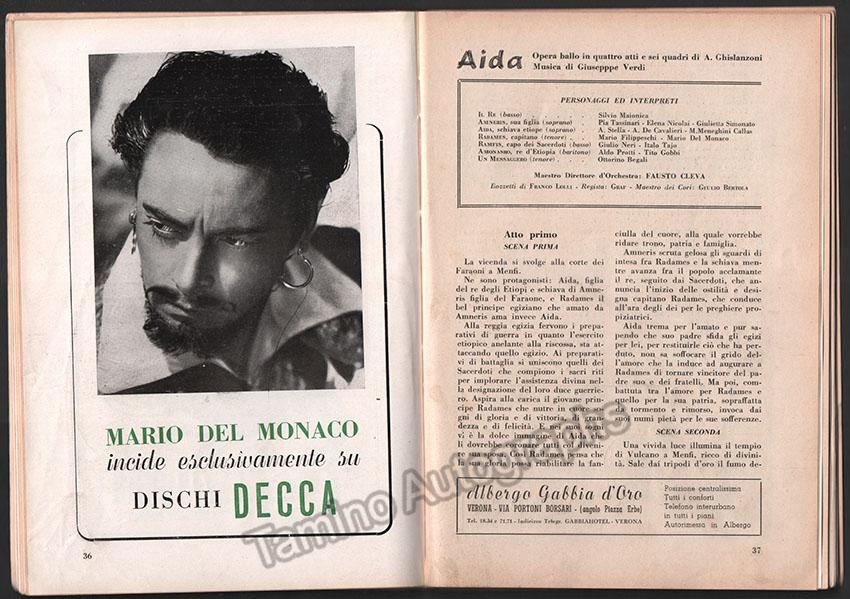 MARIO DEL MONACO
incide esclusivamente su
DISCHI DECCA
36
Aida
Opera ballo in quattro atti e sei quadri di A. Ghislanzoni
Musica di Giusepppe Verdi
PERSONAGGI ED INTERPRETI
IL RE (basso) . . . Silvio Maionica
AMNERIS, sua figlia (soprano) . Pia Tassinari - Elena Nicolai - Giulietta Simonato
AIDA, schiava etiope (soprano) . A. Stella - A. De Cavalieri - M.Meneghini Callas
RADAMES, capitano (tenore) . . Mario Filippeschi - Mario Del Monaco
RAMFIS, capo dei Sacerdoti (basso) Giulio Neri - Italo Tajo
AMONASRO, re d'Etiopia (baritono) Aldo Protti - Tito Gobbi
UN MESSAGGERO (tenore) . . Ottorino Begali
Maestro Direttore d'Orchestra: FAUSTO CLEVA
Bozzetti di FRANCO LOLLI - Regista: GRAF - Maestro dei Cori: GIULIO BERTOLA
Atto primo
SCENA PRIMA
La vicenda si svolge alla corte dei
Faraoni a Menfi.
Ne sono protagonisti: Aida, figlia
del re degli Etiopi e schiava di Amne-
ris figlia del Faraone, e Radames il
bel principe egiziano che amato da
Amneris ama invece Aida.
Alla reggia egizia fervono i prepa-
rativi di guerra in quanto l'esercito
etiopico anelante alla riscossa, sta at-
taccando quello egizio. Ai preparati-
vi di battaglia si uniscono quelli dei
Sacerdoti che compiono i sacri riti
per implorare l'assistenza divina nel-
la designazione del loro duce guerrie-
ro. Aspira alla carica il giovane prin-
cipe Radames che nutre in cuore so-
gni di gloria e di vittoria, di gran-
dezza e di felicità. E nei
vi è la dolce
li dovrebbe coronare tutti col diveni-
re sua sposa. Radames pensa che
la sua gloria può riabilitare la fan-
ciulla del cuore, alla quale vorrebbe
ridare trono, patria e famiglia.
Amneris scruta gelosa gli sguardi di
intesa fra Radames e la schiava men-
tre avanza fra il popolo acclamante
il re, seguito dai Sacerdoti, che an-
nuncia l'inizio delle ostilità e desi-
gna capitano Radames, che conduce
all'ara degli dei per le preghiere pro-
piziatrici.
Aida trema per l'amato e pur sa-
pendo che suo padre sfida gli egizi
per lei, per restituirle ciò che ha per-
duto, non sa soffocare il grido del-
l'amore che la induce ad augurare a
Radames di tornare vincitore del pa-
dre suo e dei fratelli. Ma poi, com-
battuta tra l'amor per Radames e
quello per la sua patria, sopraffatta
tormento e rimorso, invoca dai
suoi numi pietà per le sue sofferenze.
SCENA SECONDA
Una vivida luce illumina il tempio
di Vulcano a Menfi, ricco di divini-
tà. Sale dai tripodi d'oro il fumo de-
Albergo Gabbia d'Oro
VERONA - VIA PORTONI BORSARI - (angolo Piazza Erbe)
Tel. 18.34 e 71.71 - Indirizzo Telegr. GABBIAHOTEL - VERONA
Posizione centralissima
Tutti i conforti
Telefono interurbano
in tutti i piani
Autorimessa in Albergo
37
Tamino Autographs